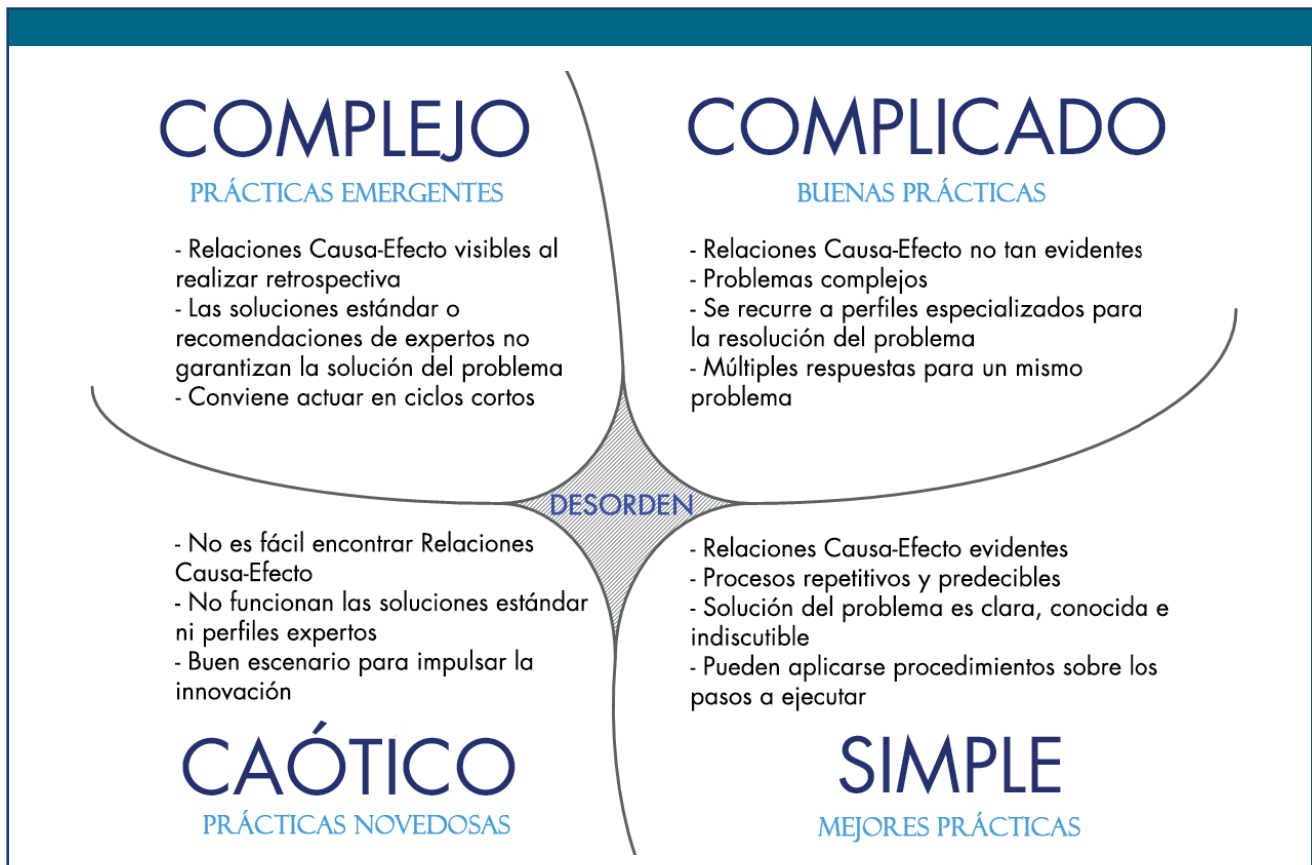 COMPLEJO
PRÁCTICAS EMERGENTES
- Relaciones Causa-Efecto visibles al
realizar retrospectiva
- Las soluciones estándar o
recomendaciones de expertos no
garantizan la solución del problema
- Conviene actuar en ciclos cortos
COMPLICADO
BUENAS PRÁCTICAS
- Relaciones Causa-Efecto no tan evidentes
- Problemas complejos
- Se recurre a perfiles especializados para
la resolución del problema
- Múltiples respuestas para un mismo
problema
DESORDEN
- No es fácil encontrar Relaciones
Causa-Efecto
- No funcionan las soluciones estándar
ni perfiles expertos
- Buen escenario para impulsar la
innovación
CAÓTICO
PRÁCTICAS NOVEDOSAS
- Relaciones Causa-Efecto evidentes
- Procesos repetitivos y predecibles
- Solución del problema es clara, conocida e
indiscutible
- Pueden aplicarse procedimientos sobre los
pasos a ejecutar
SIMPLE
MEJORES PRÁCTICAS